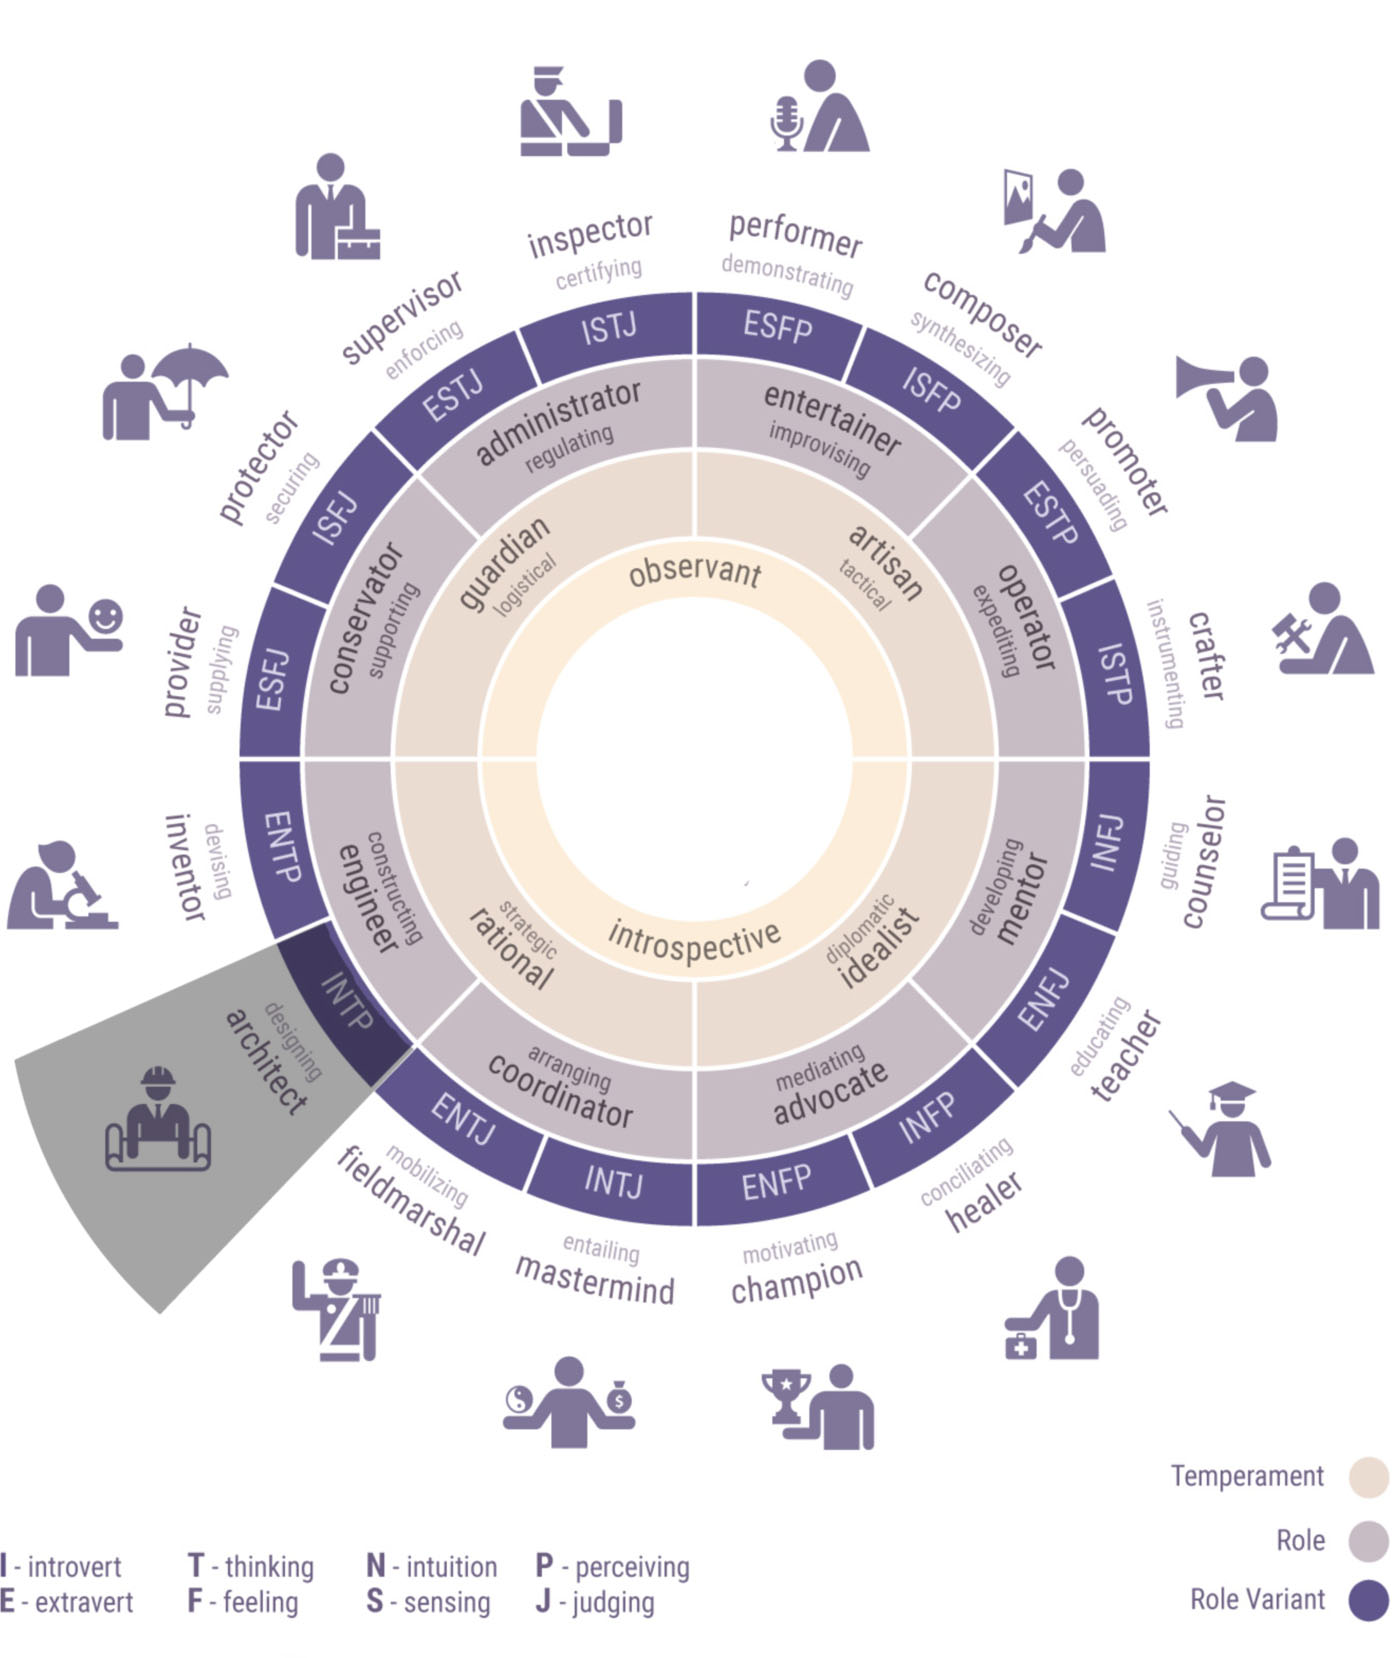 inspector
certifying
performer
demonstrating
supervisor
enforcing
composer
synthesizing
protector
securing
promoter
persuading
provider
supplying
crafter
instrumenting
inventor
devising
counselor
guiding
architect
designing
teacher
educating
fieldmarshal
mobilizing
healer
conciliating
mastermind
entailing
champion
motivating
ISTJ
ESFP
ESTJ
ISFP
ISFJ
ESTP
ESFJ
ISTP
ENTP
INFJ
INTP
ENFJ
ENTJ
INFP
INTJ
ENFP
administrator
regulating
entertainer
improvising
conservator
supporting
operator
expediting
constructing
engineer
developing
mentor
arranging
coordinator
mediating
advocate
guardian
logistical
artisan
tactical
strategic
rational
diplomatic
idealist
observant
introspective
Temperament
Role
Role Variant
I - introvert
E - extravert
T - thinking
F - feeling
N - intuition
S - sensing
P - perceiving
J - judging
$